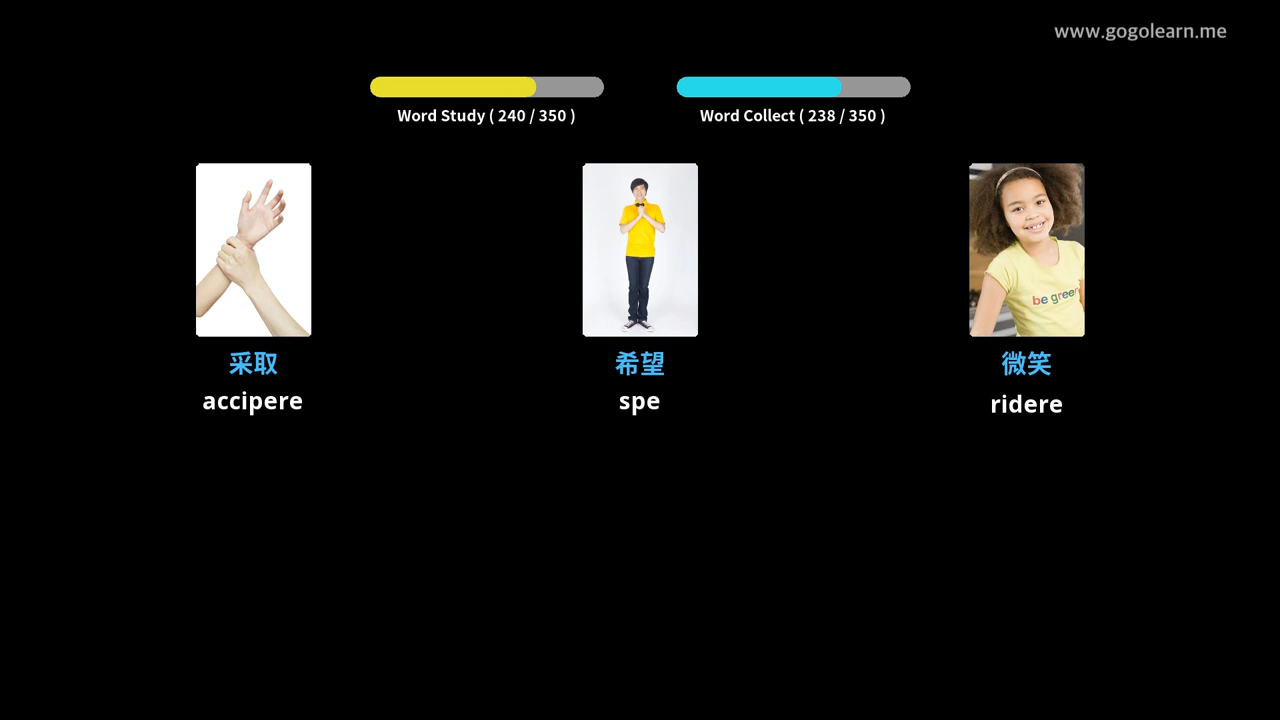 www.gogolearn.me
Word Study ( 240 / 350 )
Word Collect ( 238 / 350 )
be green
采取
希望
微笑
accipere
spe
ridere